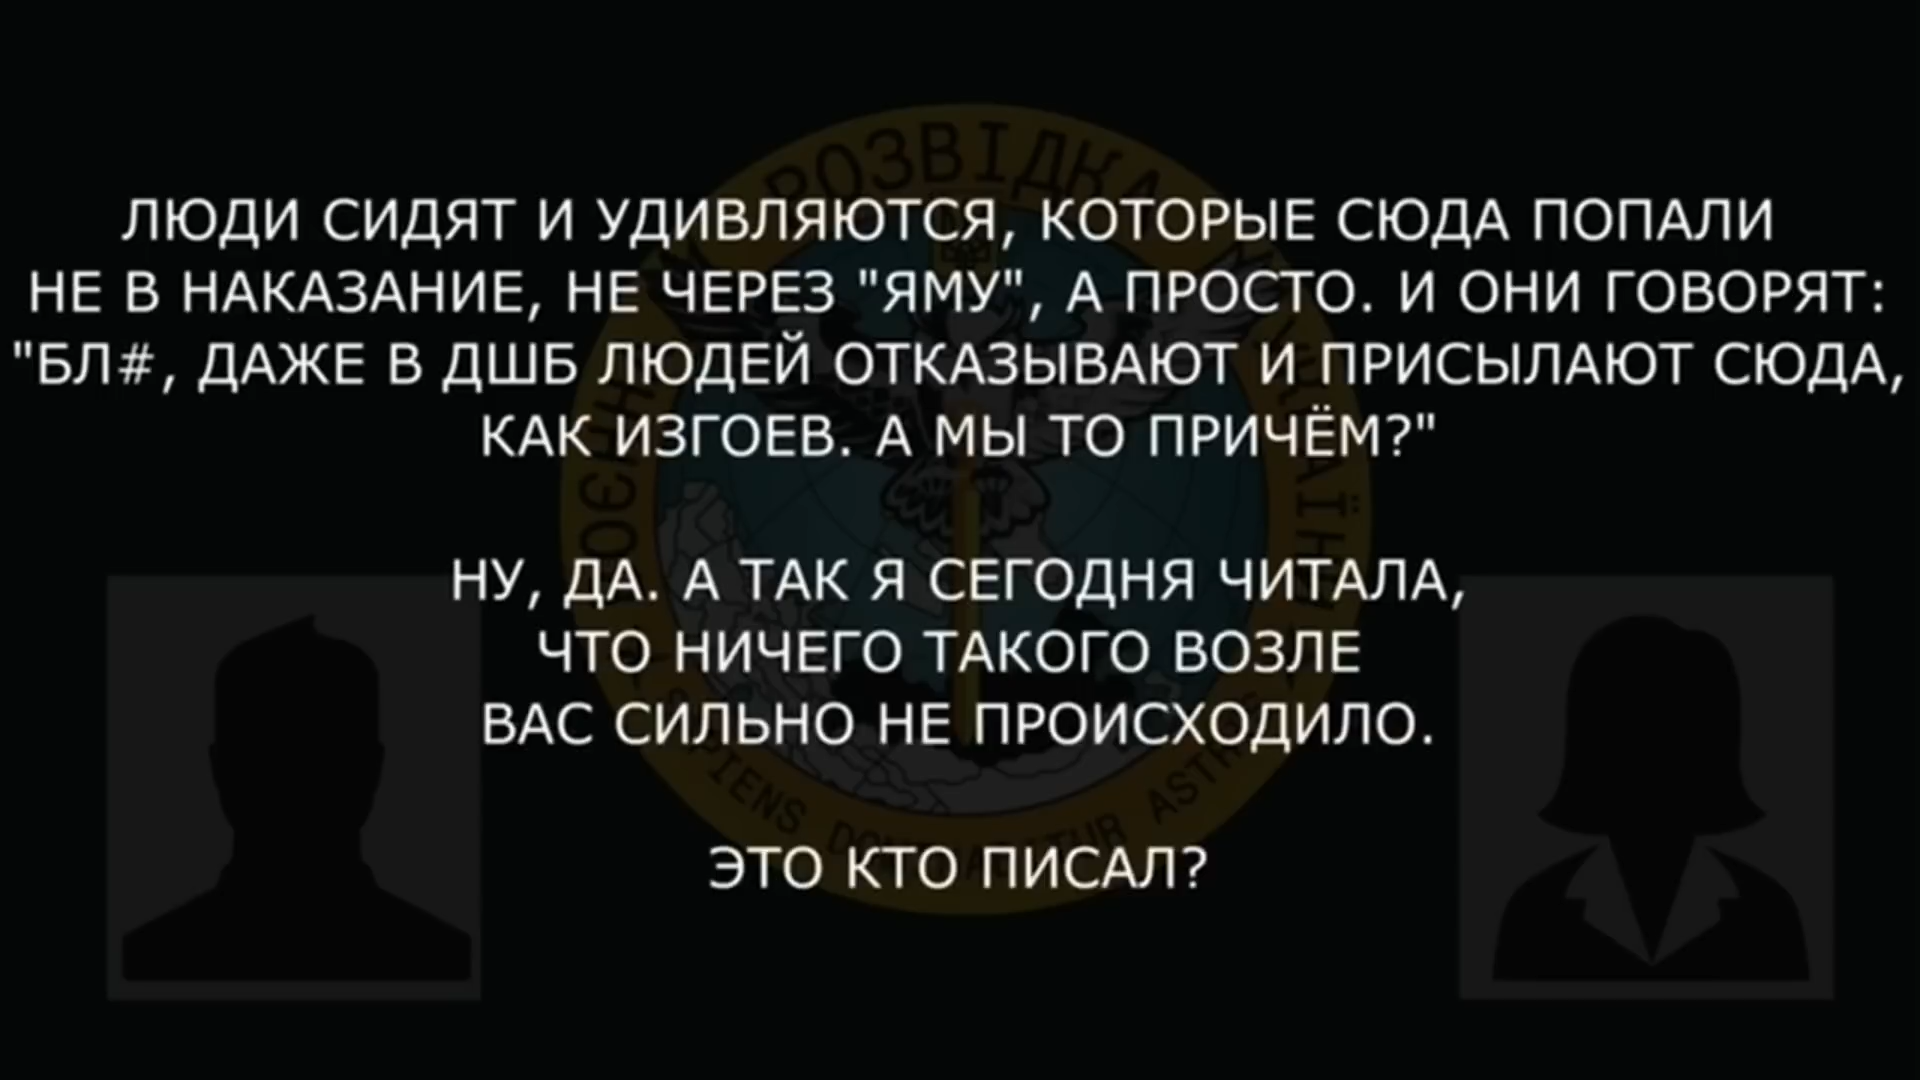 ЛЮДИ СИДЯТ И УДИВЛЯЮТСЯ, КОТОРЫЕ СЮДА ПОПАЛИ
НЕ В НАКАЗАНИЕ, НЕ ЧЕРЕЗ "ЯМУ", А ПРОСТО. И ОНИ ГОВОРЯТ:
"БЛ#, ДАЖЕ В ДШБ ЛЮДЕЙ ОТКАЗЫВАЮТ И ПРИСЫЛАЮТ СЮДА,
КАК ИЗГОЕВ. А МЫ ТО ПРИЧЁМ?"
НУ, ДА. А ТАК Я СЕГОДНЯ ЧИТАЛА,
ЧТО НИЧЕГО ТАКОГО ВОЗЛЕ
ВАС СИЛЬНО НЕ ПРОИСХОДИЛО.
ЭТО КТО ПИСАЛ?
РОЗВІДКА